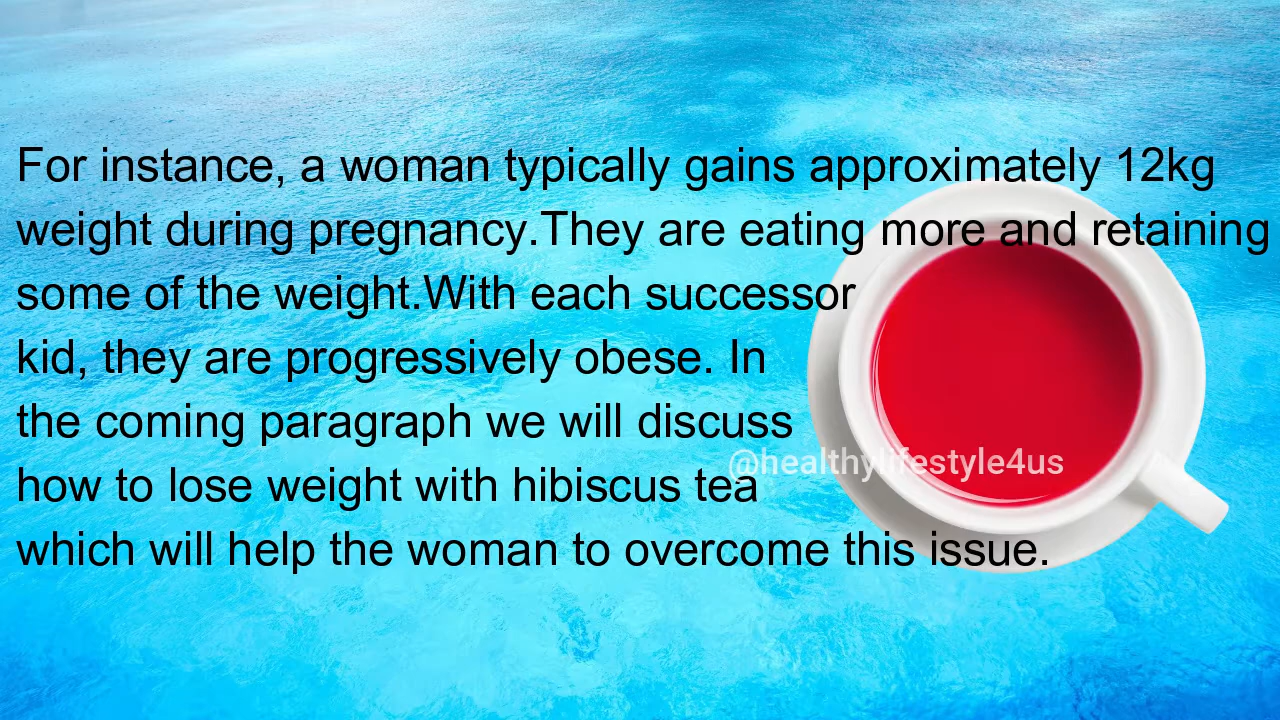 For instance, a woman typically gains approximately 12kg
weight during pregnancy.They are eating more and retaining
some of the weight.With each successor
kid, they are progressively obese. In
the coming paragraph we will discuss
@healthylifestyle4us
how to lose weight with hibiscus tea
which will help the woman to overcome this issue.